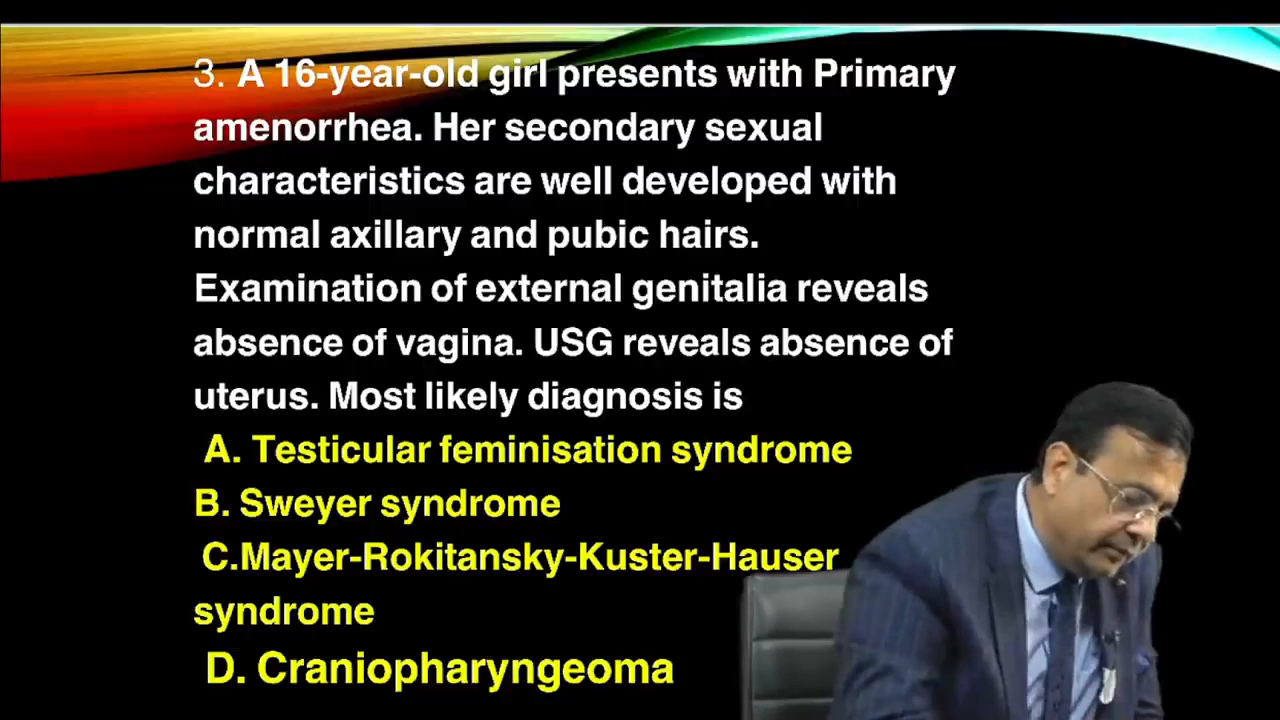 3. A 16-year-old girl presents with Primary
amenorrhea. Her secondary sexual
characteristics are well developed with
normal axillary and pubic hairs.
Examination of external genitalia reveals
absence of vagina. USG reveals absence of
uterus. Most likely diagnosis is
A. Testicular feminisation syndrome
B. Sweyer syndrome
C.Mayer-Rokitansky-Kuster-Hauser
syndrome
D. Craniopharyngeoma